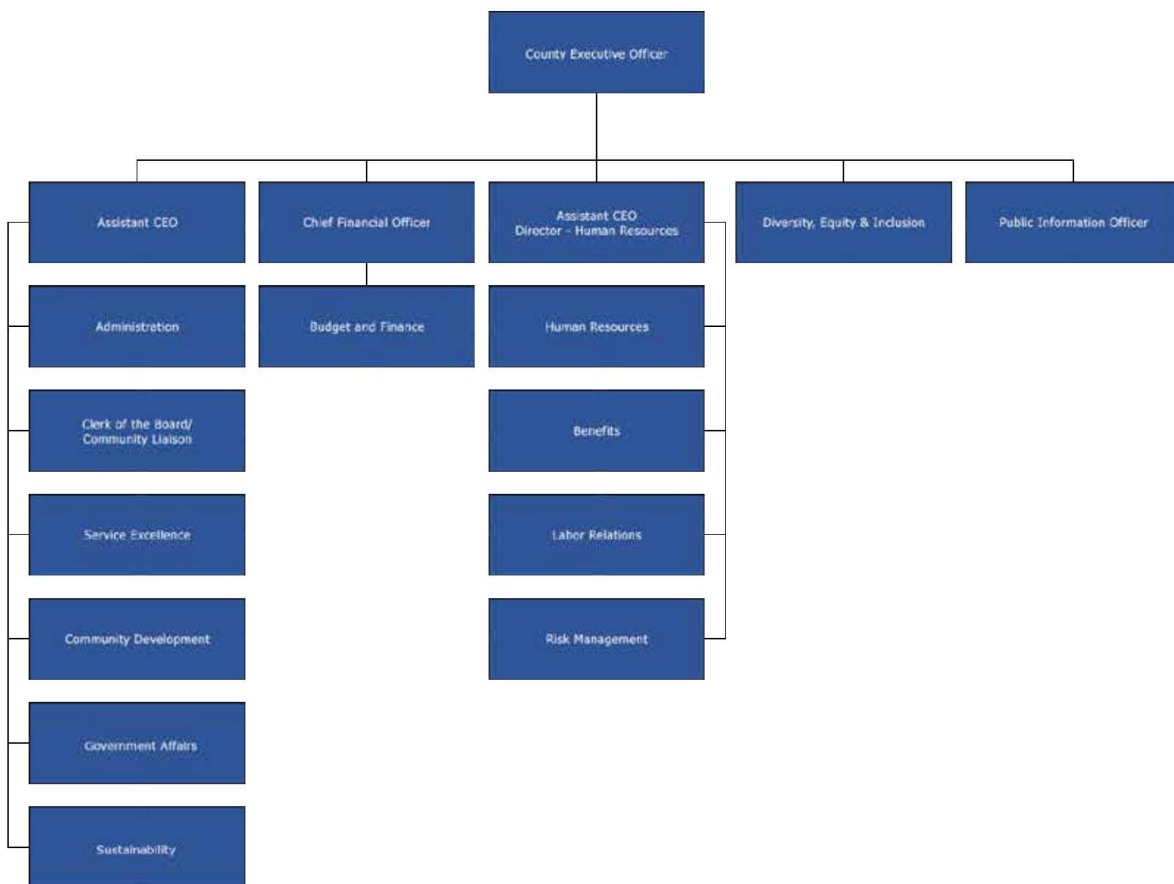 County Executive Officer
Assistant CEO
Chief Financial Officer
Assistant CEO
Director - Human Resources
Diversity, Equity & Inclusion
Public Information Officer
Administration
Budget and Finance
Human Resources
Clerk of the Board/
Community Liaison
Benefits
Service Excellence
Labor Relations
Community Development
Risk Management
Government Affairs
Sustainability